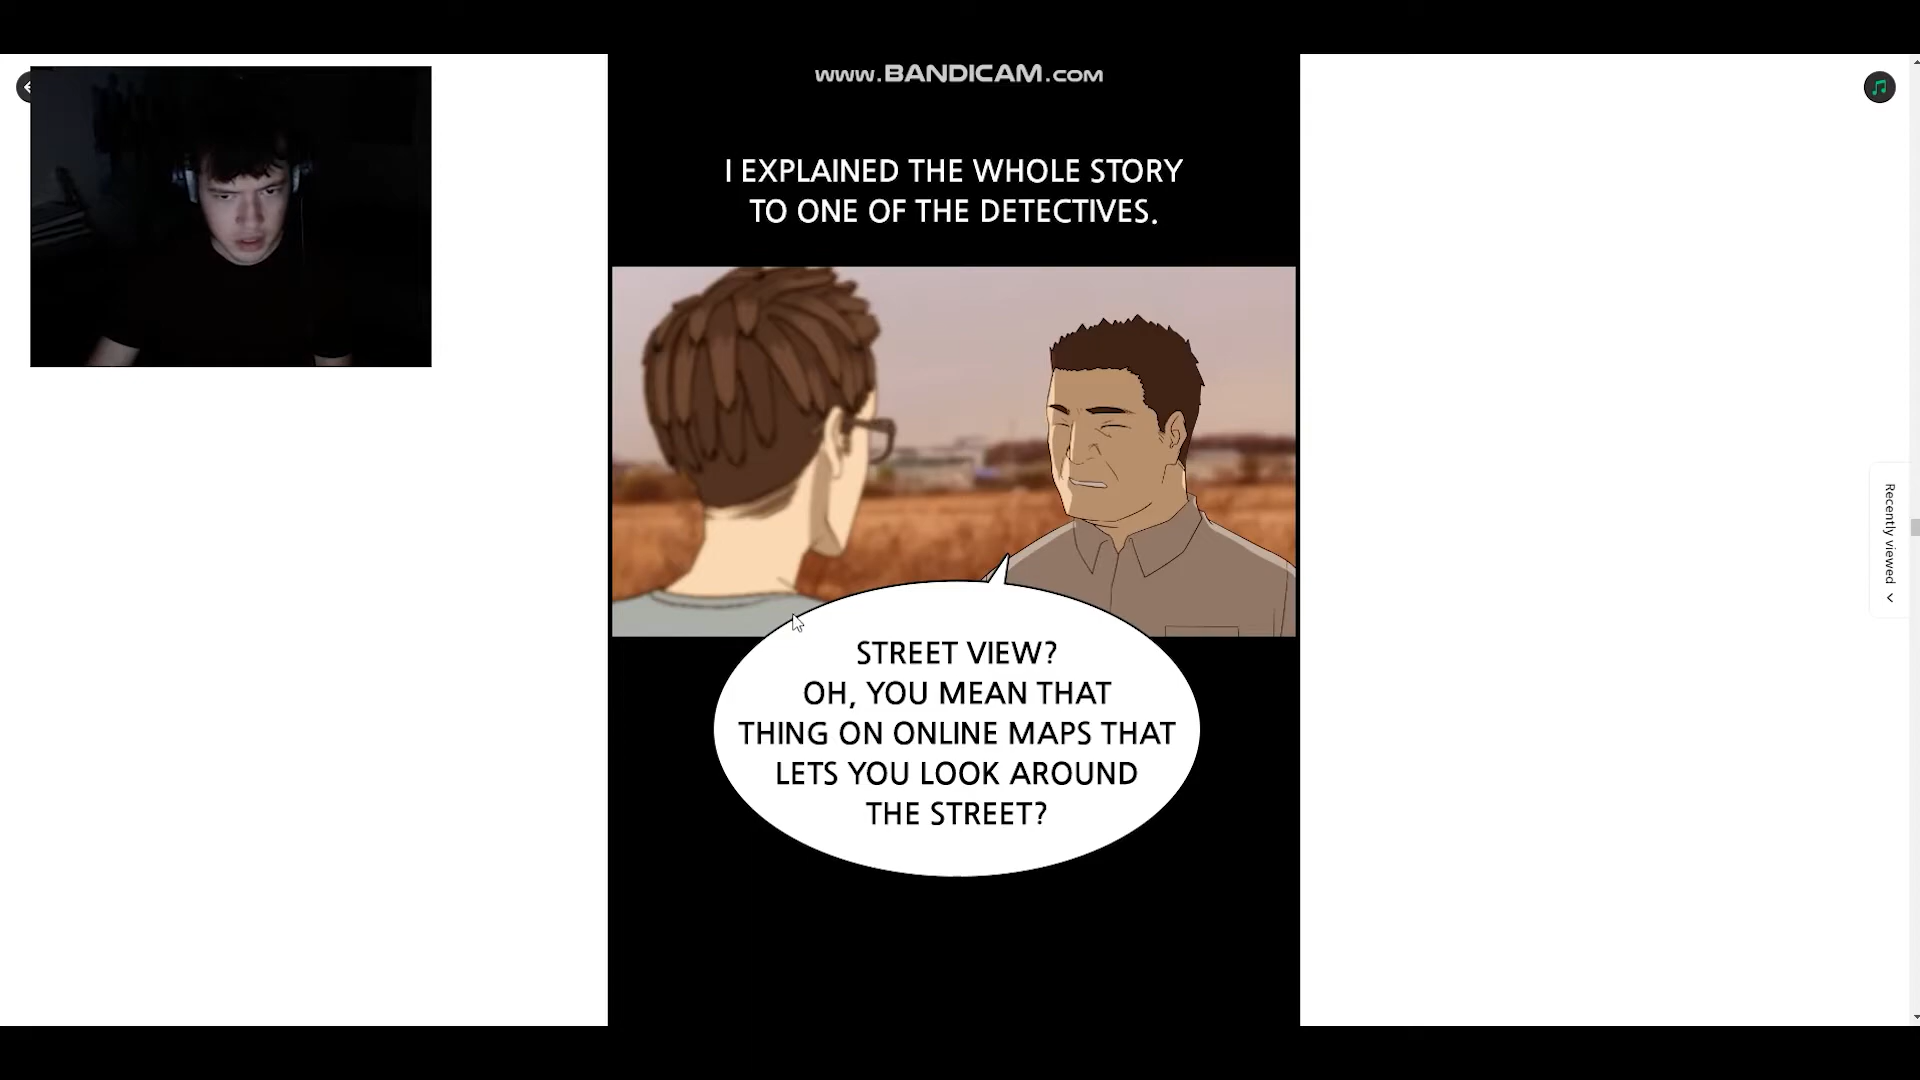 www.BANDICAM.com
I EXPLAINED THE WHOLE STORY
TO ONE OF THE DETECTIVES.
STREET VIEW?
OH, YOU MEAN THAT
THING ON ONLINE MAPS THAT
LETS YOU LOOK AROUND
THE STREET?
Recently viewed